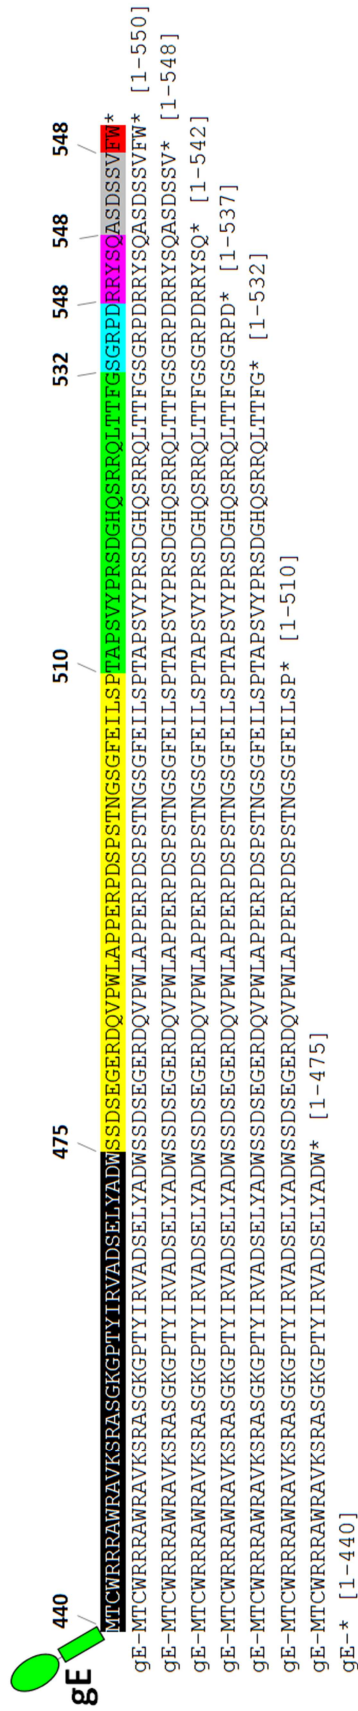 440 475 510 532 548 548 548
gE
MTCWRRRAWRAVKSRASGKGPTYIRVADSELYADWSSDSEGERDQVPWLAPPERPDSPSTNGSGFEILSPTAPSVYPRSDGHQSRRQLTTFGSGRPDRRYSQASDSSVFW*
gE-MTCWRRRAWRAVKSRASGKGPTYIRVADSELYADWSSDSEGERDQVPWLAPPERPDSPSTNGSGFEILSPTAPSVYPRSDGHQSRRQLTTFGSGRPDRRYSQASDSSVFW* [1-550]
gE-MTCWRRRAWRAVKSRASGKGPTYIRVADSELYADWSSDSEGERDQVPWLAPPERPDSPSTNGSGFEILSPTAPSVYPRSDGHQSRRQLTTFGSGRPDRRYSQASDSSV* [1-548]
gE-MTCWRRRAWRAVKSRASGKGPTYIRVADSELYADWSSDSEGERDQVPWLAPPERPDSPSTNGSGFEILSPTAPSVYPRSDGHQSRRQLTTFGSGRPDRRYSQ* [1-542]
gE-MTCWRRRAWRAVKSRASGKGPTYIRVADSELYADWSSDSEGERDQVPWLAPPERPDSPSTNGSGFEILSPTAPSVYPRSDGHQSRRQLTTFGSGRPD* [1-537]
gE-MTCWRRRAWRAVKSRASGKGPTYIRVADSELYADWSSDSEGERDQVPWLAPPERPDSPSTNGSGFEILSPTAPSVYPRSDGHQSRRQLTTFG* [1-532]
gE-MTCWRRRAWRAVKSRASGKGPTYIRVADSELYADWSSDSEGERDQVPWLAPPERPDSPSTNGSGFEILSP* [1-510]
gE-MTCWRRRAWRAVKSRASGKGPTYIRVADSELYADW* [1-475]
gE-* [1-440]